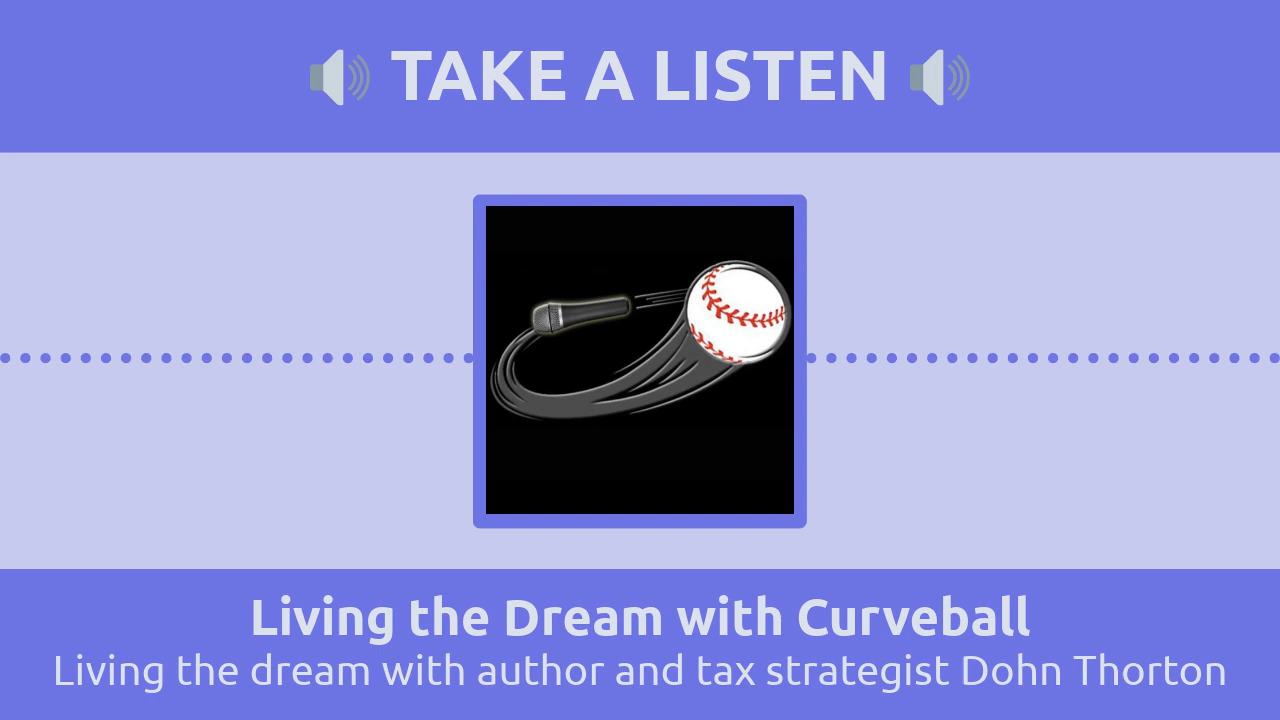 TAKE A LISTEN
Living the Dream with Curveball
Living the dream with author and tax strategist Dohn Thorton